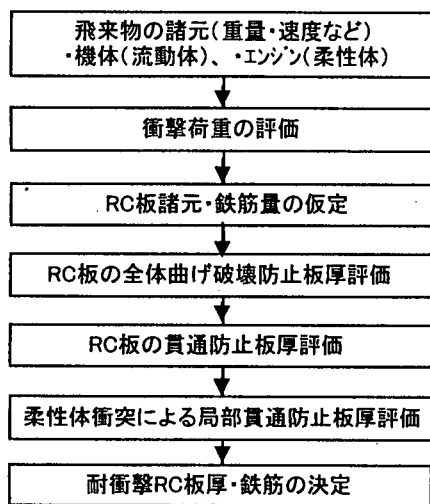 飛来物の諸元(重量・速度など)
・機体(流動体)、・エンジン(柔性体)
衝撃荷重の評価
RC板諸元・鉄筋量の仮定
RC板の全体曲げ破壊防止板厚評価
RC板の貫通防止板厚評価
柔性体衝突による局部貫通防止板厚評価
耐衝撃RC板厚・鉄筋の決定